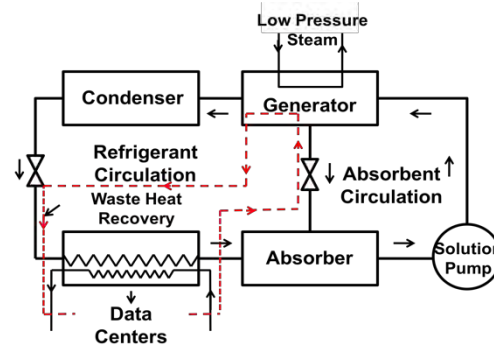 Low Pressure
Steam
Condenser
Generator
Refrigerant
Circulation
Absorbent
Circulation
Waste Heat
Recovery
Absorber
Solution
Pump
Data
Centers